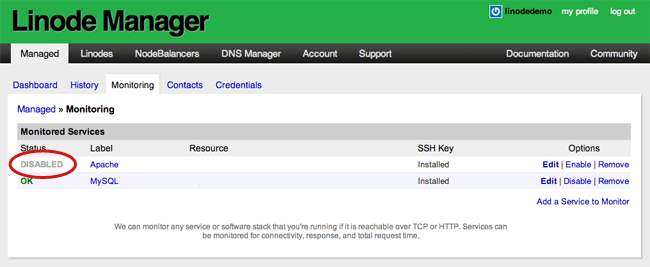 Linode Manager
linodedemo my profile log out
Managed Linodes NodeBalancers DNS Manager Account Support Documentation Community
Dashboard History Monitoring Contacts Credentials
Managed » Monitoring
Monitored Services
Status Label Resource SSH Key Options
DISABLED Apache Installed Edit | Enable | Remove
OK MySQL Installed Edit | Disable | Remove
Add a Service to Monitor
We can monitor any service or software stack that you're running if it is reachable over TCP or HTTP. Services can
be monitored for connectivity, response, and total request time.